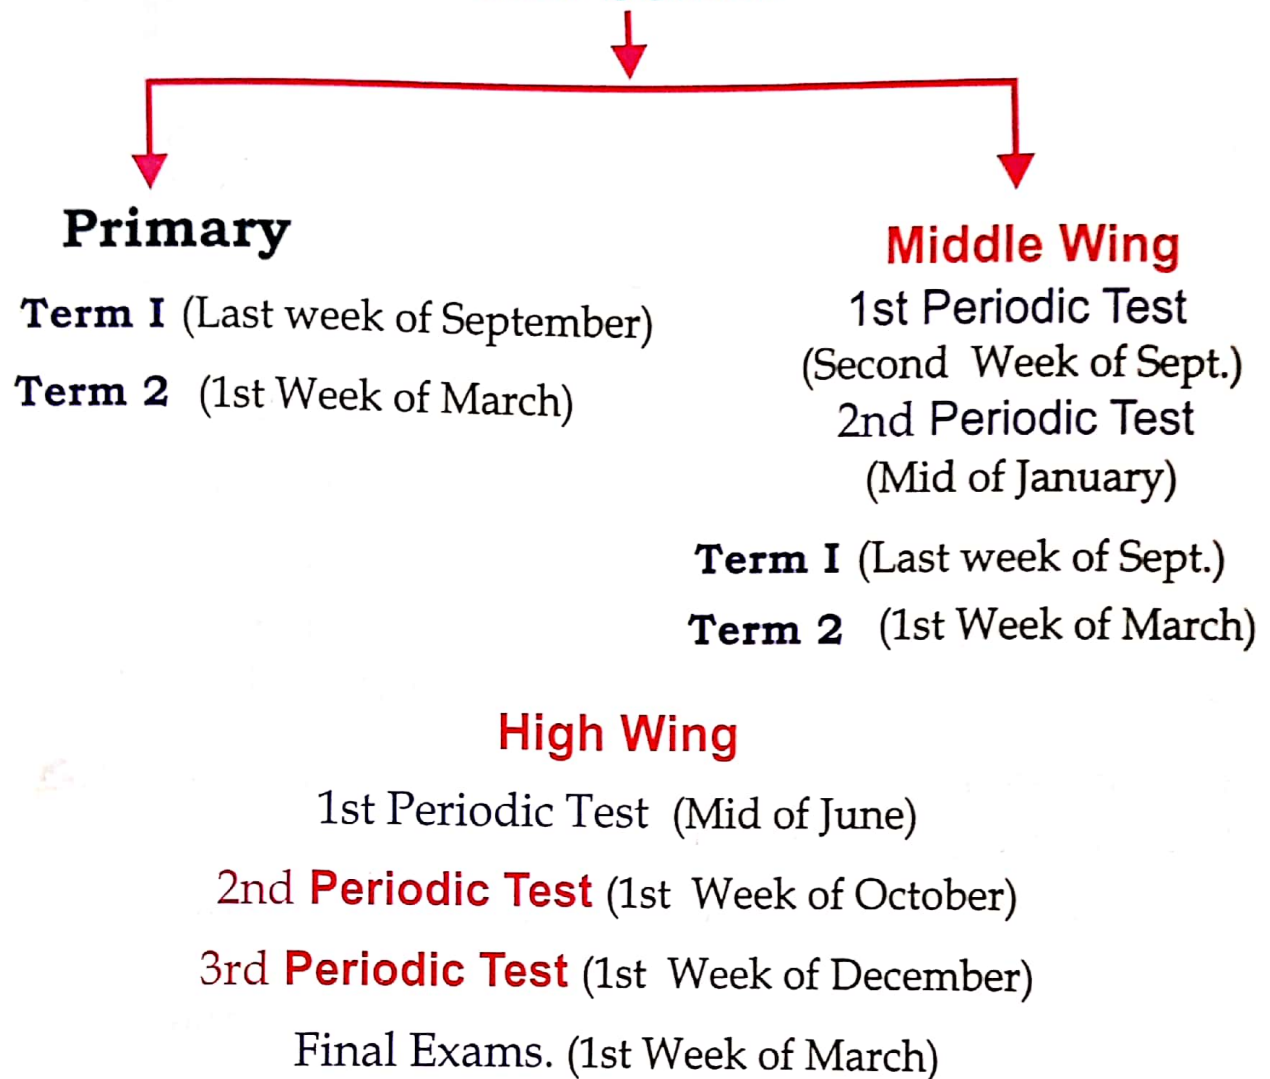 Primary
Term I (Last week of September)
Term 2 (1st Week of March)
Middle Wing
1st Periodic Test
(Second Week of Sept.)
2nd Periodic Test
(Mid of January)
Term I (Last week of Sept.)
Term 2 (1st Week of March)
High Wing
1st Periodic Test (Mid of June)
2nd Periodic Test (1st Week of October)
3rd Periodic Test (1st Week of December)
Final Exams. (1st Week of March)